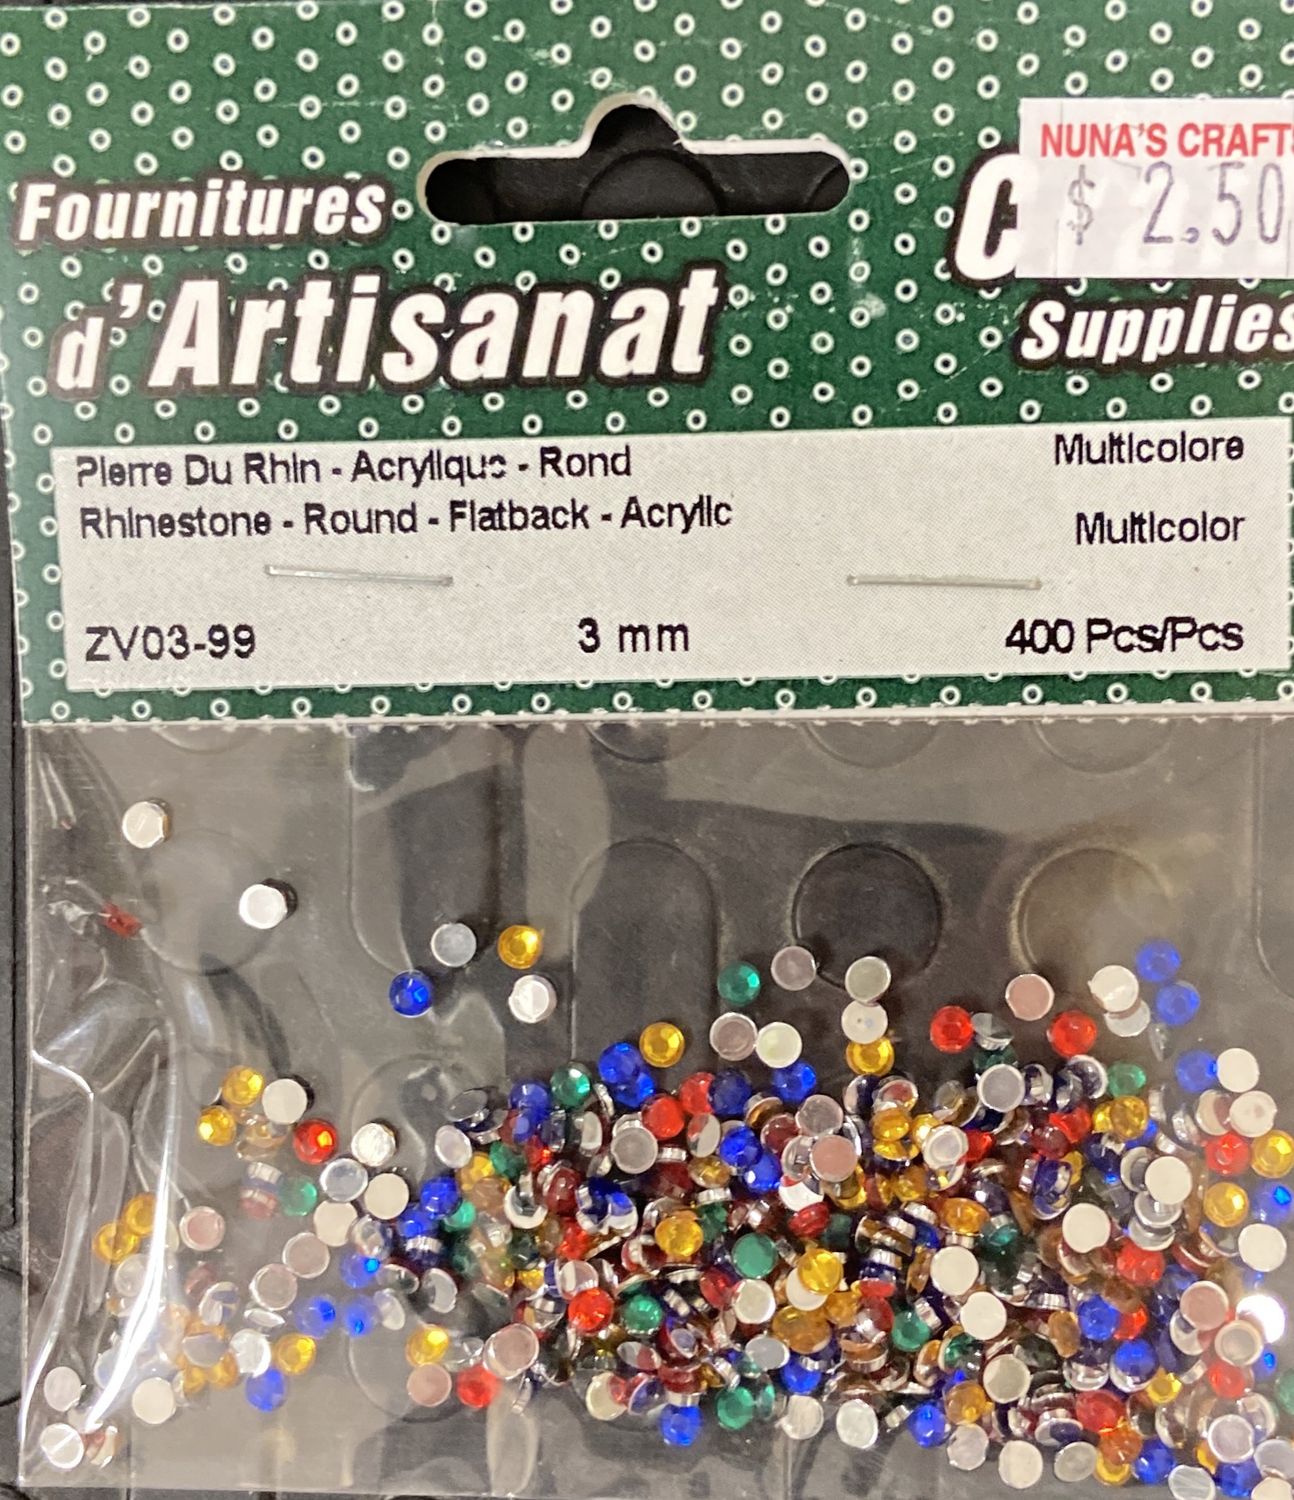 NUNA'S CRAFTS
$ 2.50
Fournitures
d'Artisanat
Supplies
Pierre Du Rhin - Acrylique - Rond
Multicolore
Rhinestone - Round - Flatback - Acrylic
Multicolor
ZV03-99
3 mm
400 Pcs/Pcs